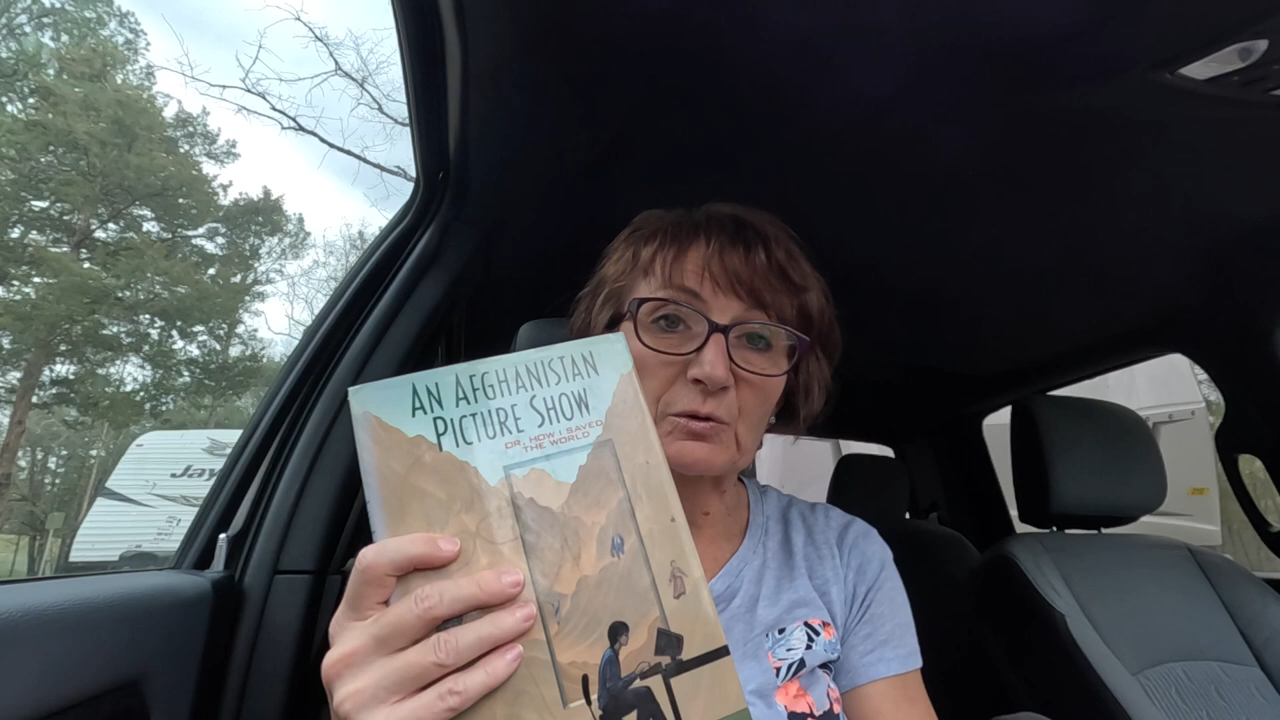 AN AFGHANISTAN
PICTURE SHOW
OR, HOW I SAVED
THE WORLD
Jay